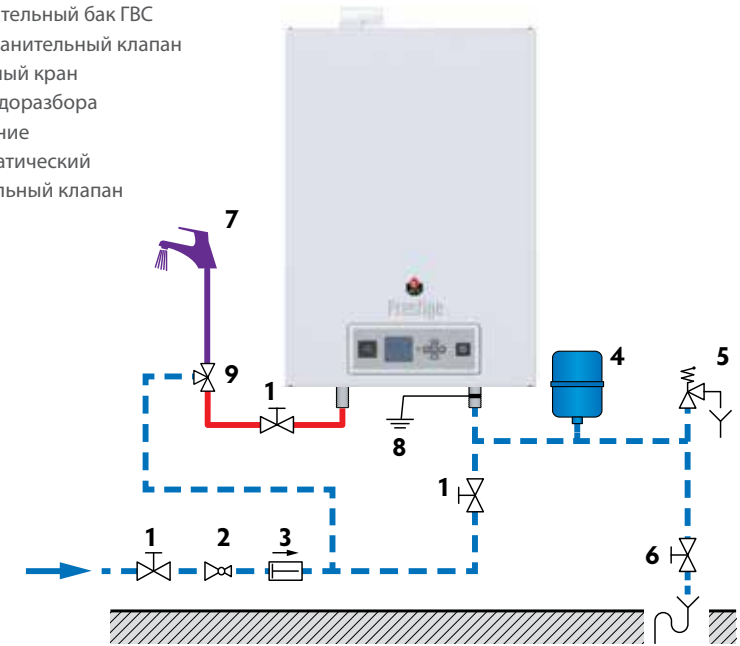 тельный бак ГВС
анительный клапан
ный кран
доразбора
ние
атический
льный клапан
7
9
1
8
4
5
1
1
2
3
6
Prestige